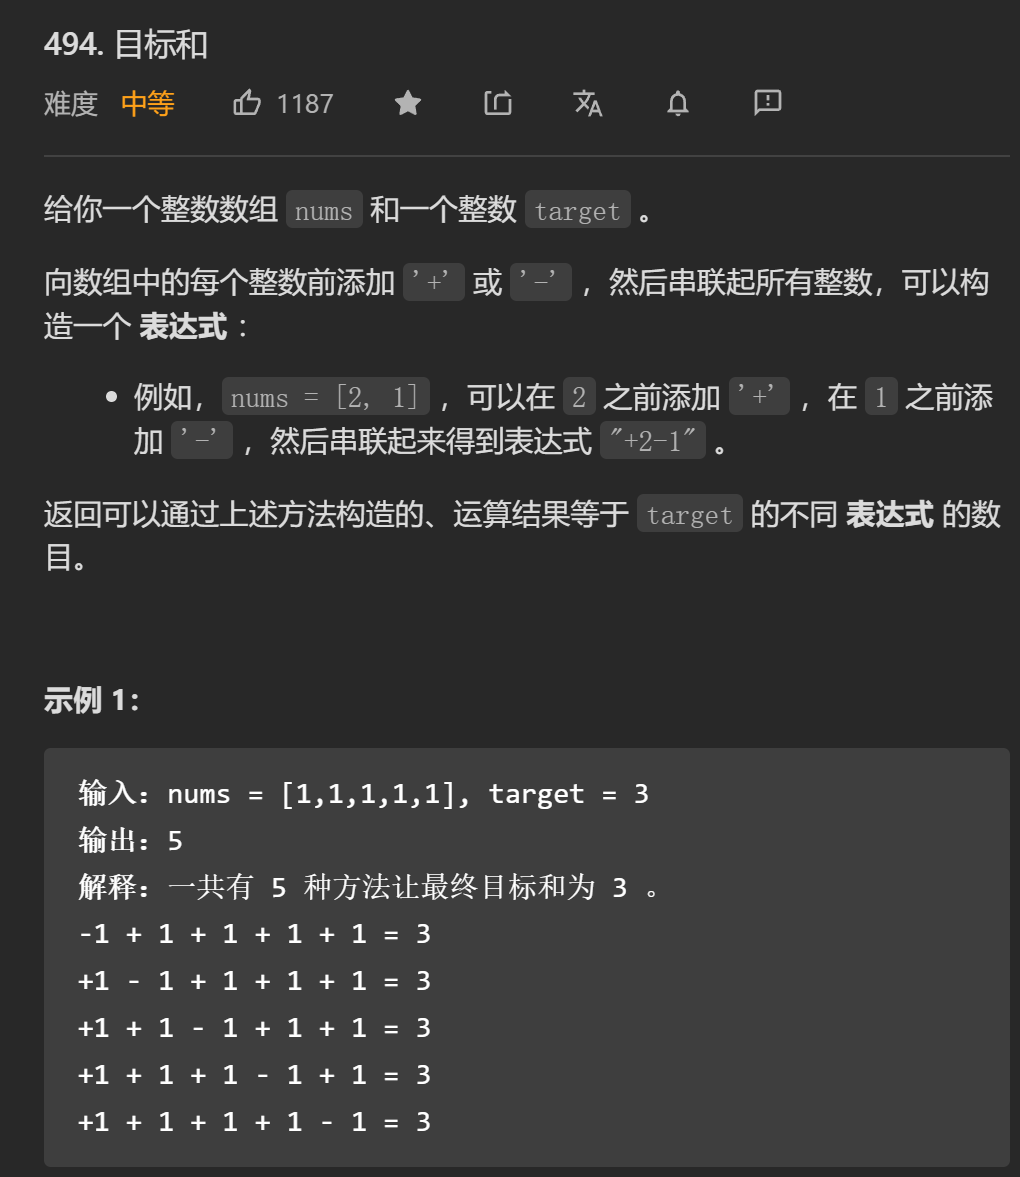 494. 目标和
难度 中等 1187
给你一个整数数组 nums 和一个整数 target 。
向数组中的每个整数前添加 '+' 或 '-' ，然后串联起所有整数，可以构
造一个 表达式 ：
• 例如，nums = [2, 1] ，可以在 2 之前添加 '+' ，在 1 之前添
加 '-' ，然后串联起来得到表达式 "+2-1" 。
返回可以通过上述方法构造的、运算结果等于 target 的不同 表达式 的数
目。
示例 1：
输入：nums = [1,1,1,1,1], target = 3
输出：5
解释：一共有 5 种方法让最终目标和为 3 。
-1 + 1 + 1 + 1 + 1 = 3
+1 - 1 + 1 + 1 + 1 = 3
+1 + 1 - 1 + 1 + 1 = 3
+1 + 1 + 1 - 1 + 1 = 3
+1 + 1 + 1 + 1 - 1 = 3